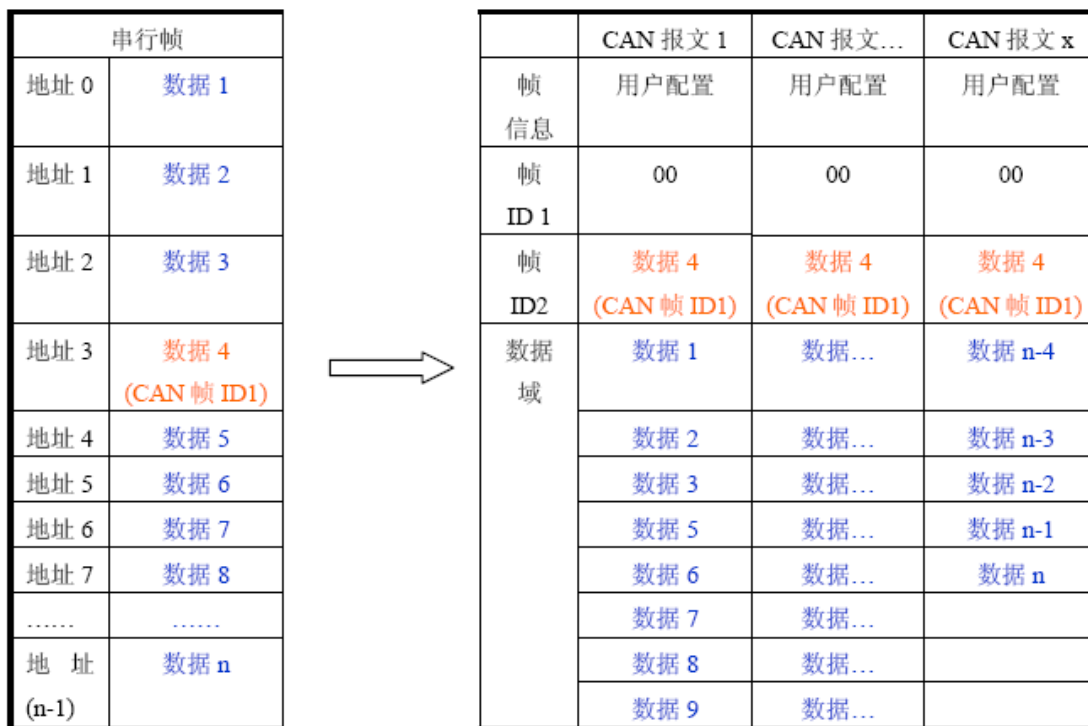 串行帧
地址 0 数据 1
地址 1 数据 2
地址 2 数据 3
地址 3 数据 4
(CAN 帧 ID1)
地址 4 数据 5
地址 5 数据 6
地址 6 数据 7
地址 7 数据 8
…… ……
地 址 数据 n
(n-1)
CAN 报文 1 CAN 报文… CAN 报文 x
帧 用户配置 用户配置 用户配置
信息
帧 00 00 00
ID 1
帧 数据 4 数据 4 数据 4
ID2 (CAN 帧 ID1) (CAN 帧 ID1) (CAN 帧 ID1)
数据 数据 1 数据… 数据 n-4
域
数据 2 数据… 数据 n-3
数据 3 数据… 数据 n-2
数据 5 数据… 数据 n-1
数据 6 数据… 数据 n
数据 7 数据…
数据 8 数据…
数据 9 数据…